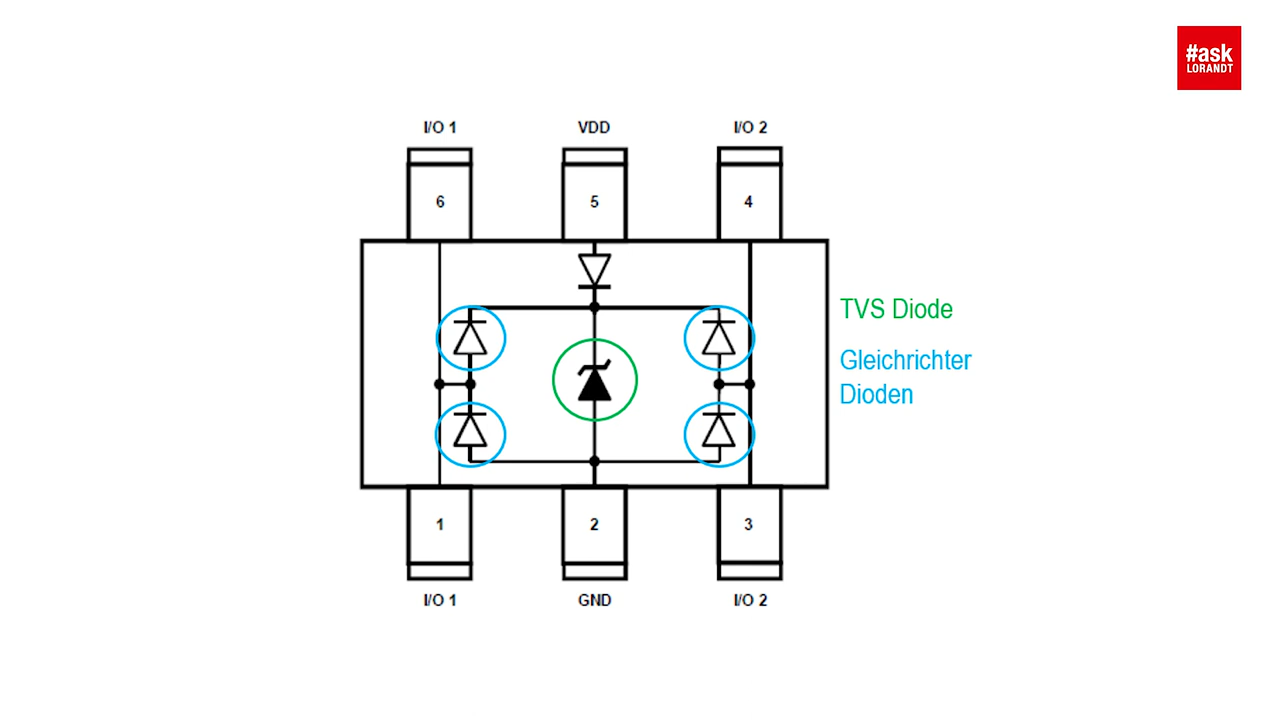 #ask
LORANDT
I/O 1
VDD
I/O 2
6
5
4
TVS Diode
Gleichrichter
Dioden
1
2
3
I/O 1
GND
I/O 2